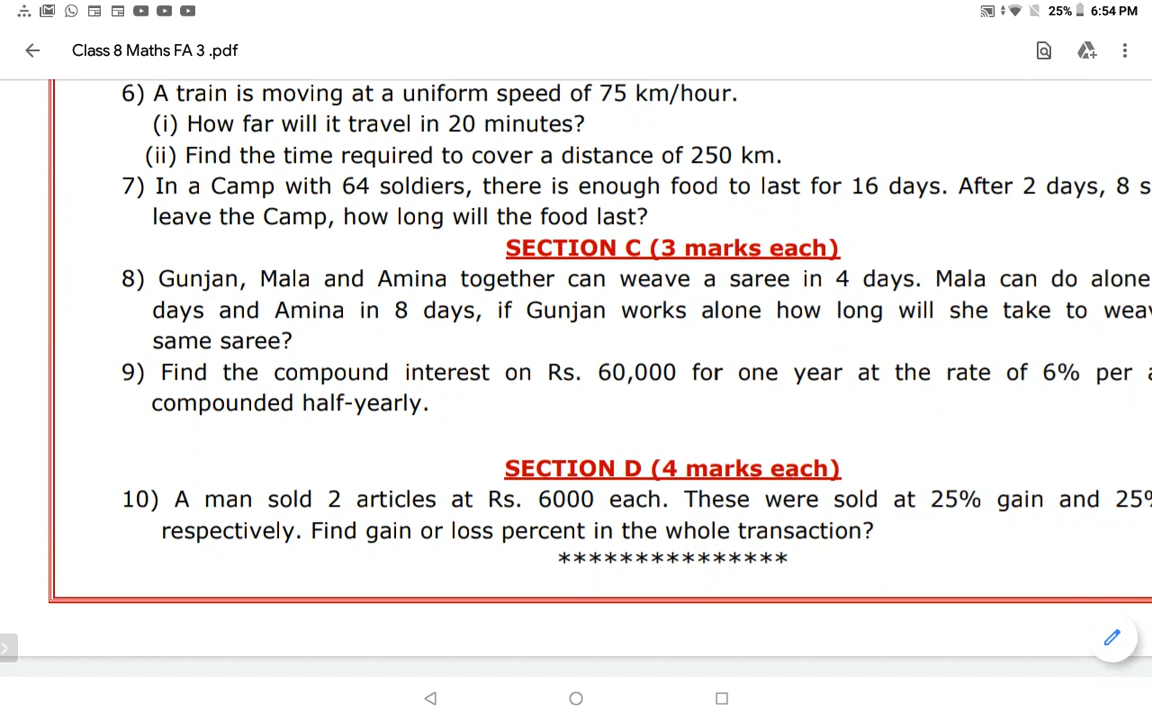 25% 6:54 PM
Class 8 Maths FA 3 .pdf
6) A train is moving at a uniform speed of 75 km/hour.
(i) How far will it travel in 20 minutes?
(ii) Find the time required to cover a distance of 250 km.
7) In a Camp with 64 soldiers, there is enough food to last for 16 days. After 2 days, 8 s
leave the Camp, how long will the food last?
SECTION C (3 marks each)
8) Gunjan, Mala and Amina together can weave a saree in 4 days. Mala can do alone
days and Amina in 8 days, if Gunjan works alone how long will she take to wea
same saree?
9) Find the compound interest on Rs. 60,000 for one year at the rate of 6% per
compounded half-yearly.
SECTION D (4 marks each)
10) A man sold 2 articles at Rs. 6000 each. These were sold at 25% gain and 25%
respectively. Find gain or loss percent in the whole transaction?
***************